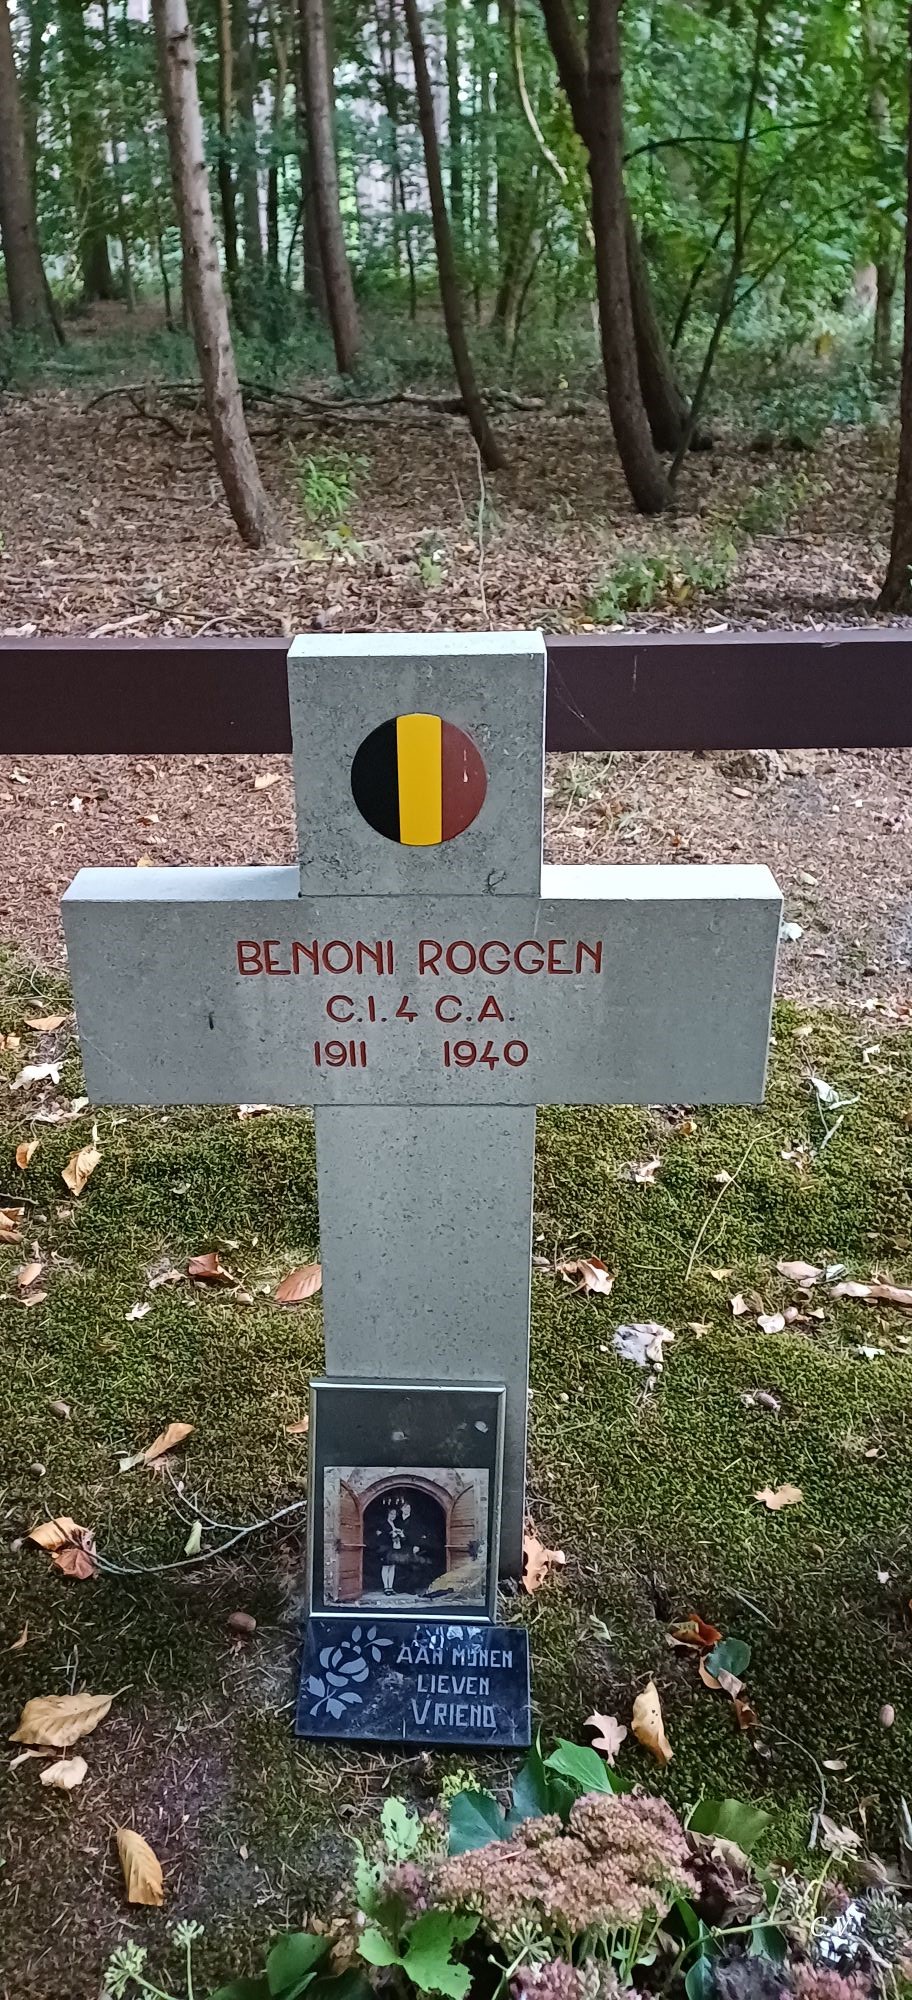 BENONI ROGGEN
C.I. 4 C.A.
1911 1940
AAN MIJNEN
LIEVEN
VRIEND